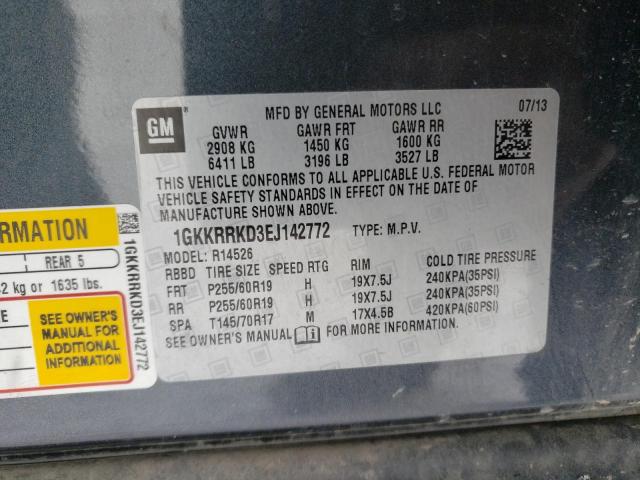 GM
MFD BY GENERAL MOTORS LLC 07/13
GVWR GAWR FRT GAWR RR
2908 KG 1450 KG 1600 KG
6411 LB 3196 LB 3527 LB
THIS VEHICLE CONFORMS TO ALL APPLICABLE U.S. FEDERAL MOTOR
VEHICLE SAFETY STANDARDS IN EFFECT ON THE DATE OF
MANUFACTURE SHOWN ABOVE.
1GKKRRKD3EJ142772 TYPE: M.P.V.
MODEL: R14526
RBBD TIRE SIZE SPEED RTG RIM COLD TIRE PRESSURE
FRT P255/60R19 H 19X7.5J 240KPA(35PSI)
RR P255/60R19 H 19X7.5J 240KPA(35PSI)
SPA T145/70R17 M 17X4.5B 420KPA(60PSI)
SEE OWNER'S MANUAL FOR MORE INFORMATION.
RMATION
REAR 5
2 kg or 1635 lbs.
SEE OWNER'S
MANUAL FOR
ADDITIONAL
INFORMATION
1GKKRRKD3EJ142772